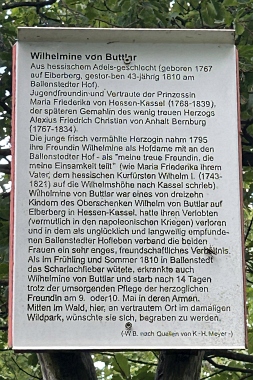 Wilhelmine von Buttlar
Aus hessischem Adels-geschlecht (geboren 1767
auf Elberberg, gestor-ben 43-jährig 1810 am
Ballenstedter Hof).
Jugendfreundin und Vertraute der Prinzessin
Maria Friederika von Hessen-Kassel (1768-1839),
der späteren Gemahlin des wenig treuen Herzogs
Alexius Friedrich Christian von Anhalt Bernburg
(1767-1834).
Die junge frisch vermählte Herzogin nahm 1795
ihre Freundin Wilhelmine als Hofdame mit an den
Ballenstedter Hof - als "meine treue Freundin, die
meine Einsamkeit teilt" (wie Maria Friederika ihrem
Vater, dem hessischen Kurfürsten Wilhelm I. (1743-
1821) auf die Wilhelmshöhe nach Kassel schrieb).
Wilhelmine von Buttlar war eines von dreizehn
Kindern des Oberschenken Wilhelm von Buttlar auf
Elberberg in Hessen-Kassel, hatte ihren Verlobten
(vermutlich in den napoleonischen Kriegen) verloren
und in dem als unglücklich und langweilig empfunde-
nen Ballenstedter Hofleben verband die beiden
Frauen ein sehr enges, freundschaftliches Verhältnis.
Als im Frühling und Sommer 1810 in Ballenstedt
das Scharlachfieber wütete, erkrankte auch
Wilhelmine von Buttlar und starb nach 14 Tagen
trotz der umsorgenden Pflege der herzoglichen
Freundin am 9. oder10. Mai in deren Armen.
Mitten im Wald, hier, an vertrautem Ort im damaligen
Wildpark, wünschte sie sich, begraben zu werden.
(-W.B. nach Quellen von K.-H.Meyer-)